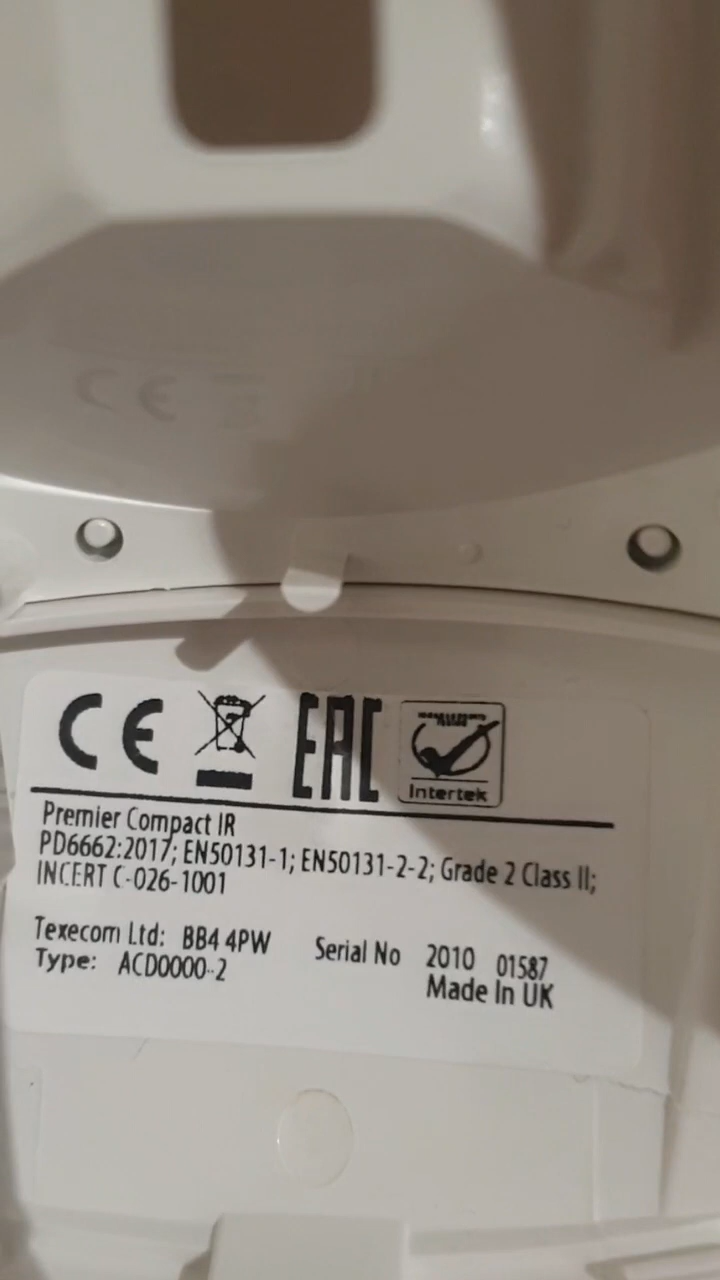 CE
CE EAC
Intertek
Premier Compact IR
PD6662:2017; EN50131-1; EN50131-2-2; Grade 2 Class II;
INCERT C-026-1001
Texecom Ltd: BB4 4PW Serial No 2010 01587
Type: ACD0000-2 Made In UK